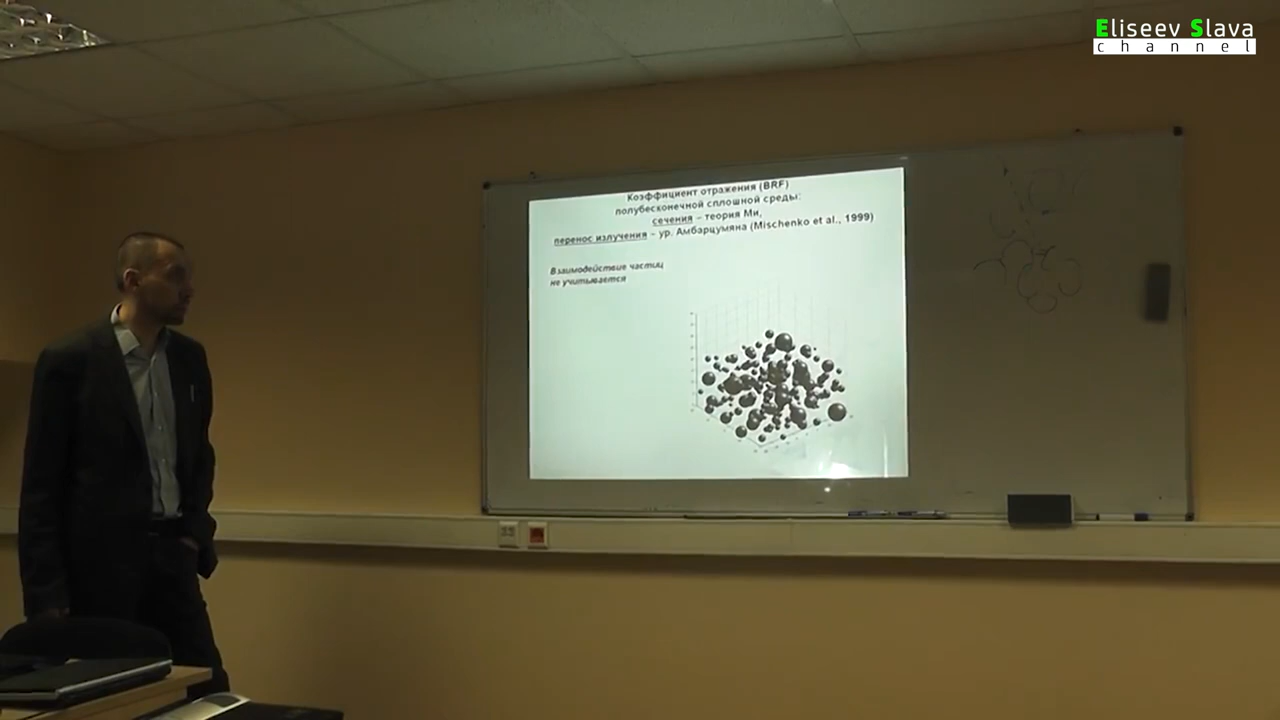 Eliseev Slava
channel
Коэффициент отражения (BRF)
полубесконечной сплошной среды:
сечения – теория Ми,
перенос излучения – ур. Амбарцумяна (Mischenko et al., 1999)
Взаимодействие частиц
не учитывается